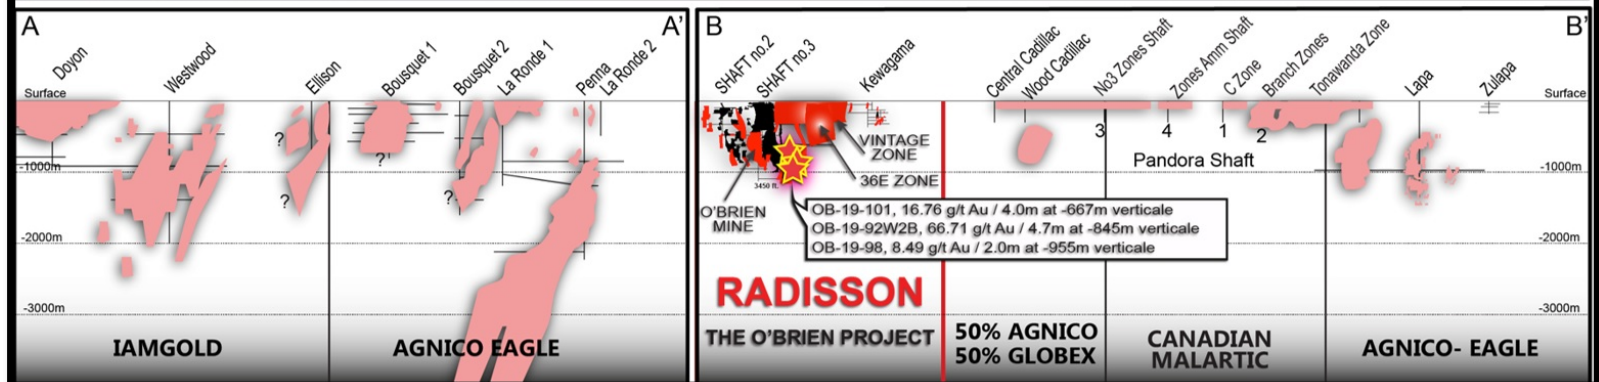 A
A’
Doyon
Westwood
Ellison
Bousquet 1
Bousquet 2
La Ronde 1
Penna
La Ronde 2
Surface
?
?
?
?
-1000m
-2000m
-3000m
IAMGOLD
AGNICO EAGLE
B
B’
SHAFT no.2
SHAFT no.3
Kewagama
Central Cadillac
Wood Cadillac
No3 Zones Shaft
Zones Amm Shaft
C Zone
Branch Zones
Tonawanda Zone
Lapa
Zulapa
Surface
3
4
1
2
VINTAGE
ZONE
Pandora Shaft
-1000m
36E ZONE
3450 ft.
O’BRIEN
MINE
OB-19-101, 16.76 g/t Au / 4.0m at -667m verticale
OB-19-92W2B, 66.71 g/t Au / 4.7m at -845m verticale
OB-19-98, 8.49 g/t Au / 2.0m at -955m verticale
-2000m
RADISSON
-3000m
THE O’BRIEN PROJECT
50% AGNICO
50% GLOBEX
CANADIAN
MALARTIC
AGNICO- EAGLE